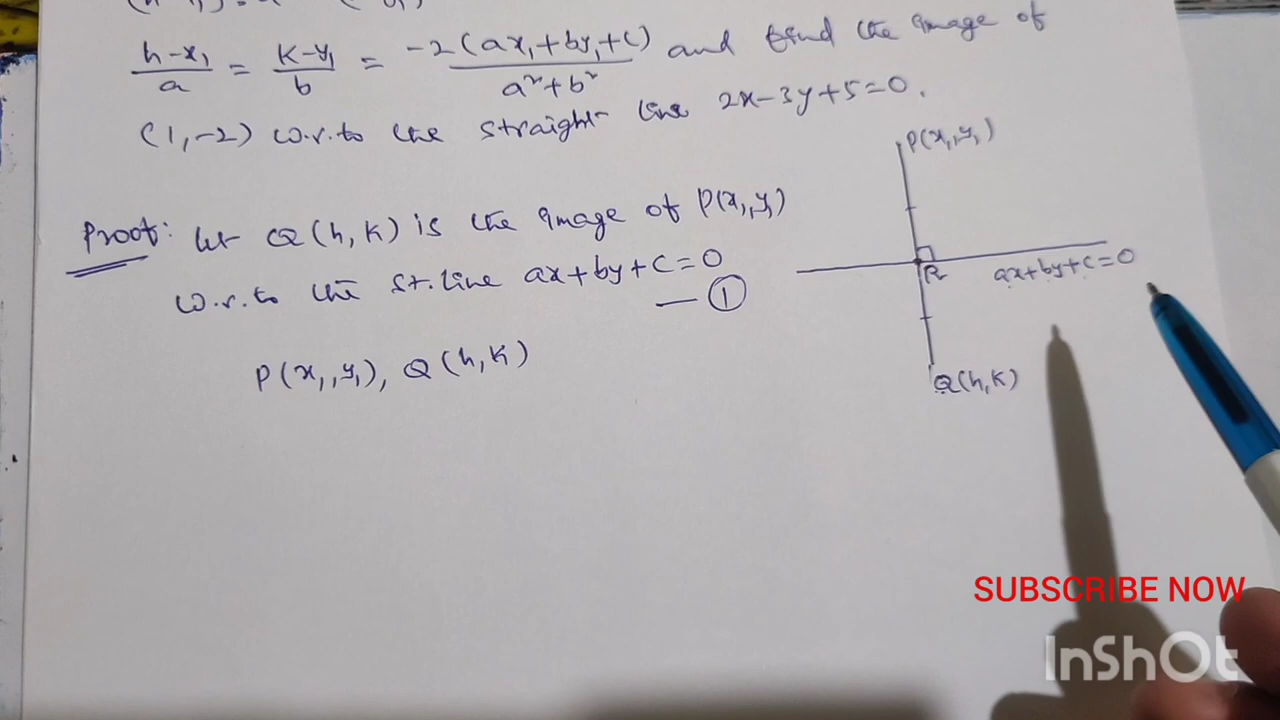 h-x₁/a = k-y₁/b = -2(ax₁+by₁+c)/a²+b² and find the image of
(1,-2) w.r.to the straight line 2x-3y+5=0.
P(x₁,y₁)
Proof: let Q(h,k) is the image of P(x₁,y₁)
w.r.to the st.line ax+by+c=0
— ①
R
ax+by+c=0
P(x₁,y₁), Q(h,k)
Q(h,k)
SUBSCRIBE NOW
InShOt